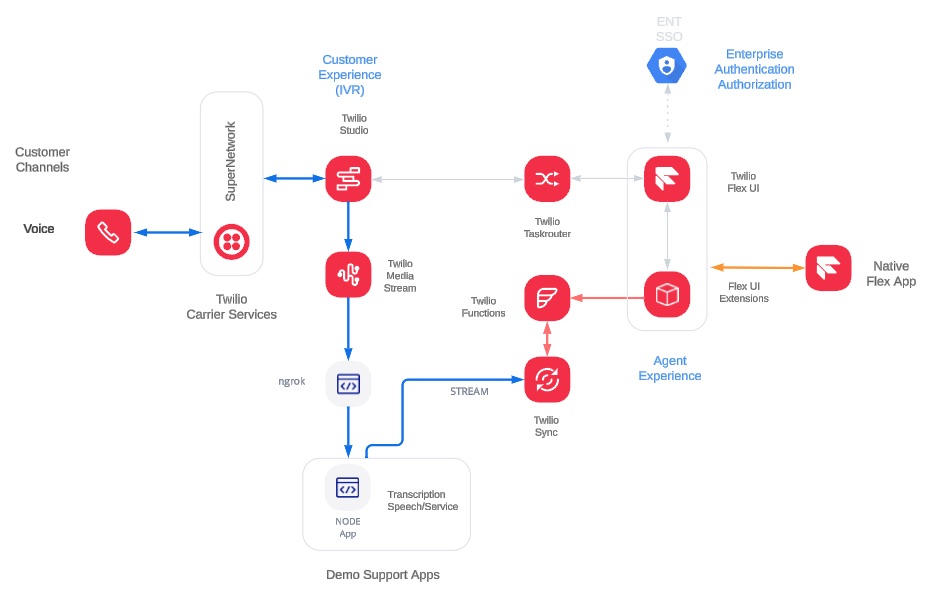 ENT
SSO
Enterprise
Authentication
Authorization
Customer
Experience
(IVR)
Twilio
Studio
Customer
Channels
SuperNetwork
Twilio
Flex UI
Voice
Twilio
Taskrouter
Twilio
Media
Stream
Twilio
Functions
Flex UI
Extensions
Native
Flex App
Twilio
Carrier Services
Agent
Experience
ngrok
STREAM
Twilio
Sync
Transcription
Speech/Service
NODE
App
Demo Support Apps